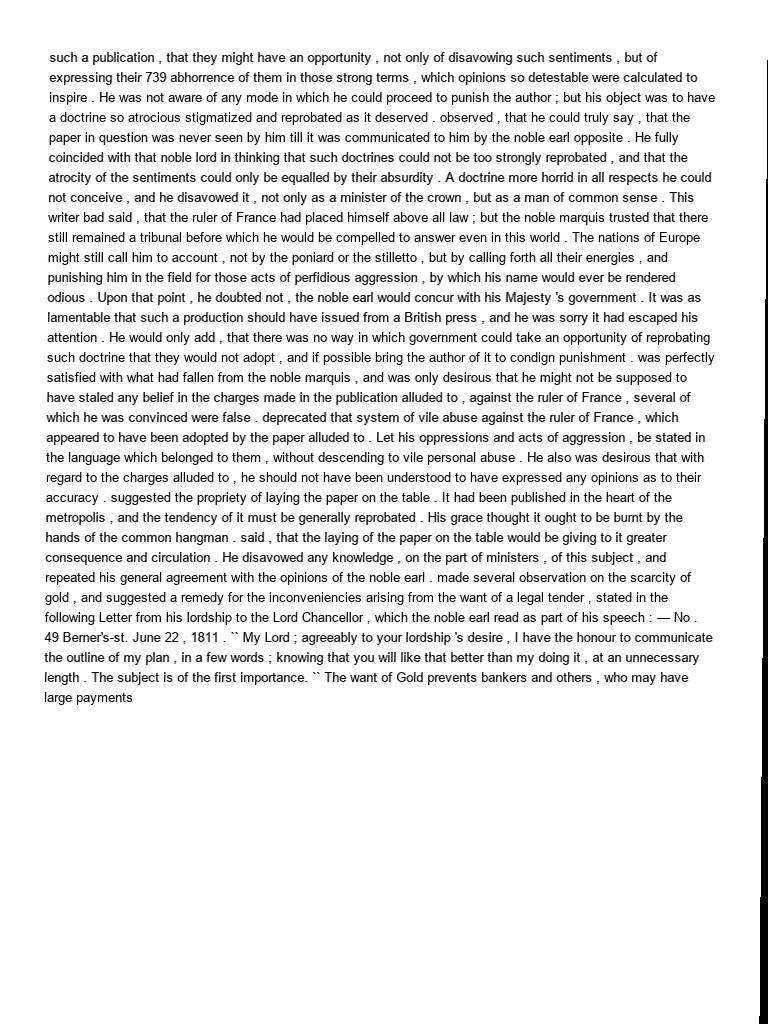 such a publication , that they might have an opportunity , not only of disavowing such sentiments , but of
expressing their 739 abhorrence of them in those strong terms , which opinions so detestable were calculated to
inspire . He was not aware of any mode in which he could proceed to punish the author ; but his object was to have
a doctrine so atrocious stigmatized and reprobated as it deserved . observed , that he could truly say , that the
paper in question was never seen by him till it was communicated to him by the noble earl opposite . He fully
coincided with that noble lord in thinking that such doctrines could not be too strongly reprobated , and that the
atrocity of the sentiments could only be equalled by their absurdity . A doctrine more horrid in all respects he could
not conceive , and he disavowed it , not only as a minister of the crown , but as a man of common sense . This
writer bad said , that the ruler of France had placed himself above all law ; but the noble marquis trusted that there
still remained a tribunal before which he would be compelled to answer even in this world . The nations of Europe
might still call him to account , not by the poniard or the stilletto , but by calling forth all their energies , and
punishing him in the field for those acts of perfidious aggression , by which his name would ever be rendered
odious . Upon that point , he doubted not , the noble earl would concur with his Majesty 's government . It was as
lamentable that such a production should have issued from a British press , and he was sorry it had escaped his
attention . He would only add , that there was no way in which government could take an opportunity of reprobating
such doctrine that they would not adopt , and if possible bring the author of it to condign punishment . was perfectly
satisfied with what had fallen from the noble marquis , and was only desirous that he might not be supposed to
have staled any belief in the charges made in the publication alluded to , against the ruler of France , several of
which he was convinced were false . deprecated that system of vile abuse against the ruler of France , which
appeared to have been adopted by the paper alluded to . Let his oppressions and acts of aggression , be stated in
the language which belonged to them , without descending to vile personal abuse . He also was desirous that with
regard to the charges alluded to , he should not have been understood to have expressed any opinions as to their
accuracy . suggested the propriety of laying the paper on the table . It had been published in the heart of the
metropolis , and the tendency of it must be generally reprobated . His grace thought it ought to be burnt by the
hands of the common hangman . said , that the laying of the paper on the table would be giving to it greater
consequence and circulation . He disavowed any knowledge , on the part of ministers , of this subject , and
repeated his general agreement with the opinions of the noble earl . made several observation on the scarcity of
gold , and suggested a remedy for the inconveniencies arising from the want of a legal tender , stated in the
following Letter from his lordship to the Lord Chancellor , which the noble earl read as part of his speech : — No .
49 Berner's-st. June 22 , 1811 . `` My Lord ; agreeably to your lordship 's desire , I have the honour to communicate
the outline of my plan , in a few words ; knowing that you will like that better than my doing it , at an unnecessary
length . The subject is of the first importance. `` The want of Gold prevents bankers and others , who may have
large payments